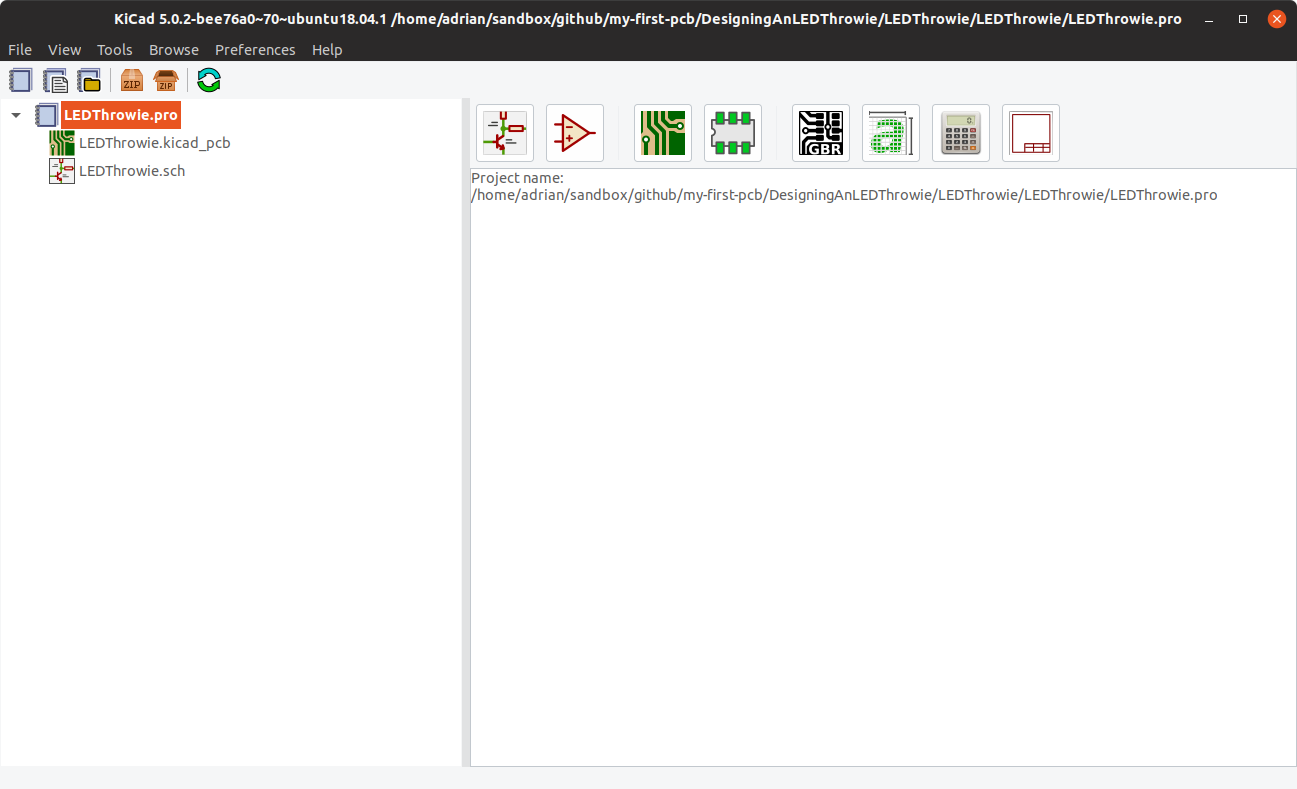 KiCad 5.0.2-bee76a0~70~ubuntu18.04.1 /home/adrian/sandbox/github/my-first-pcb/DesigningAnLEDThrowie/LEDThrowie/LEDThrowie/LEDThrowie.pro
File View Tools Browse Preferences Help
ZIP ZIP
LEDThrowie.pro
LEDThrowie.kicad_pcb
LEDThrowie.sch
GBR a 0.
Project name:
/home/adrian/sandbox/github/my-first-pcb/DesigningAnLEDThrowie/LEDThrowie/LEDThrowie/LEDThrowie.pro